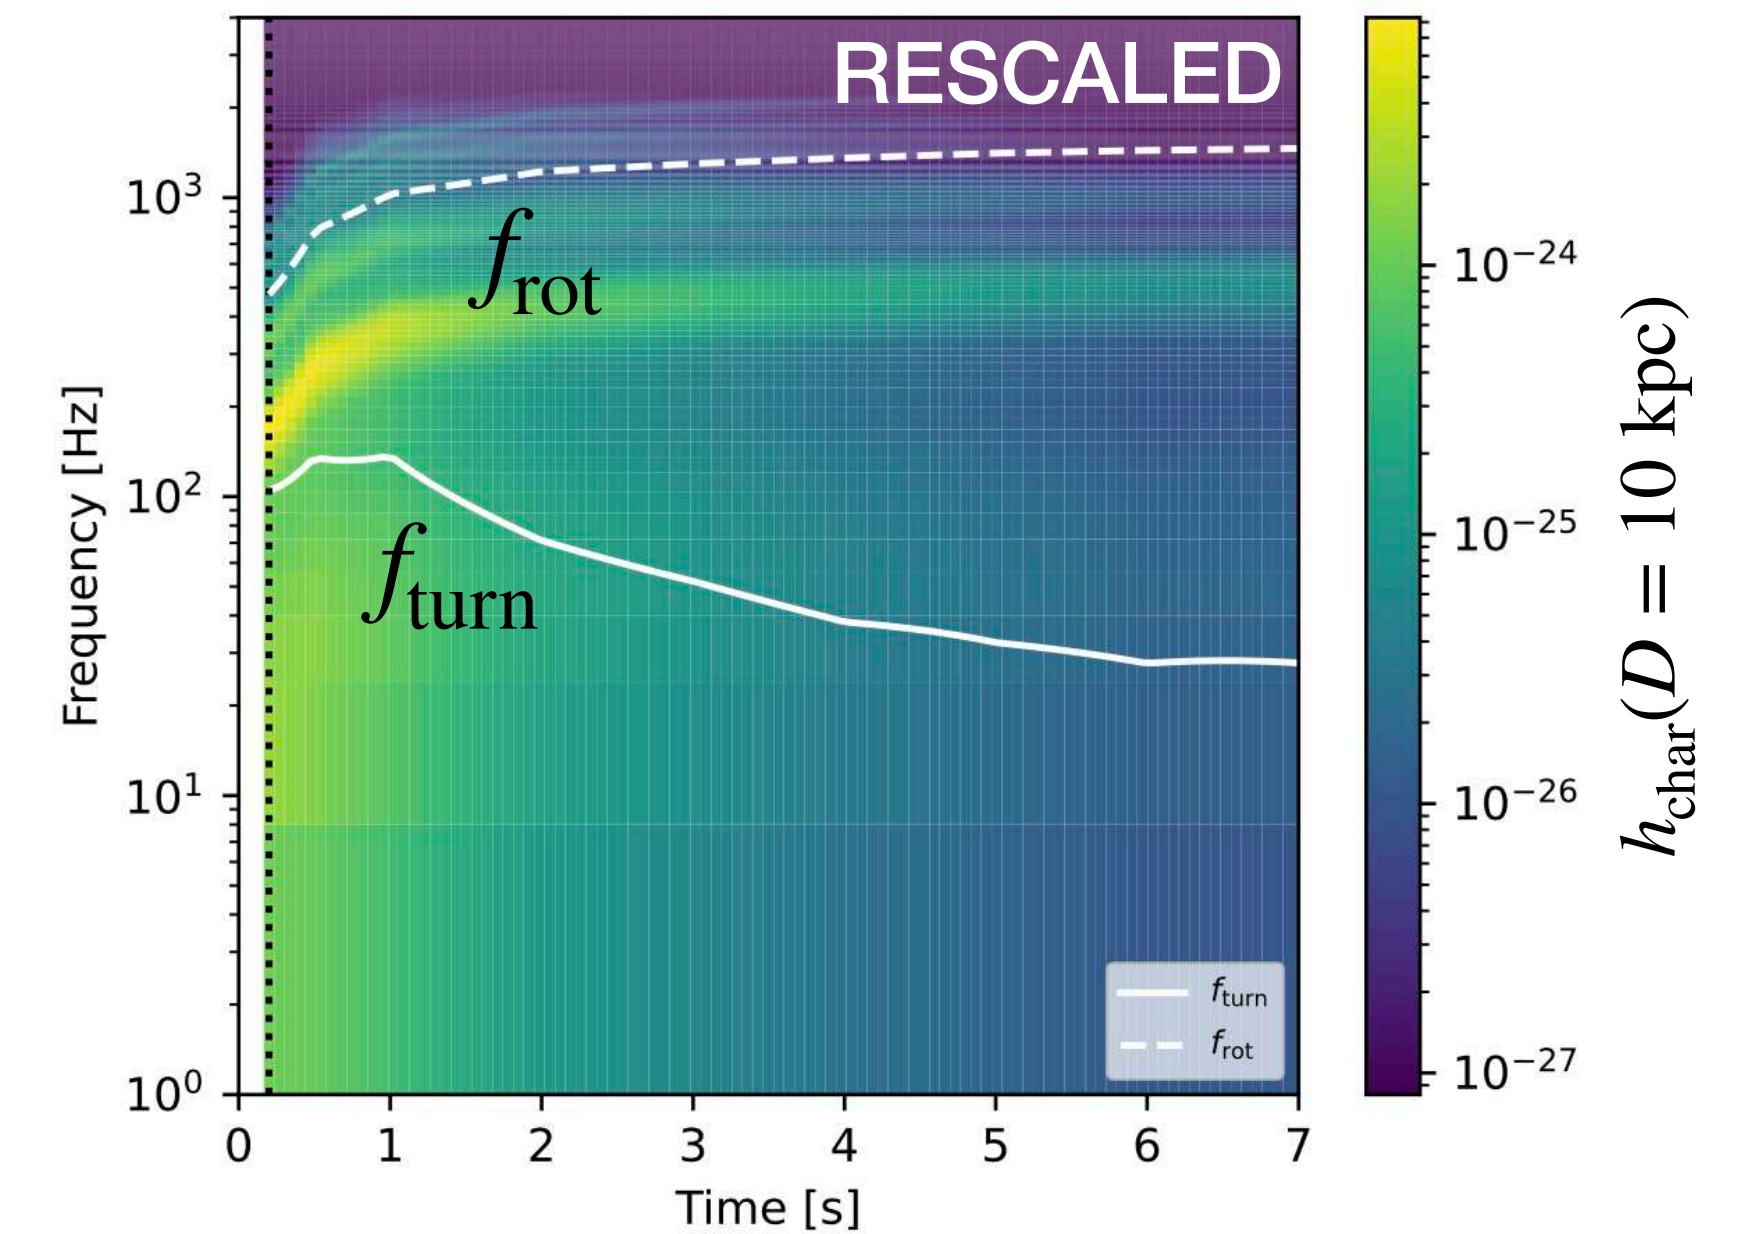 RESCALED
Frequency [Hz]
10³
10²
10¹
10⁰
f_rot
f_turn
f_turn
f_rot
0 1 2 3 4 5 6 7
Time [s]
10⁻²⁴
10⁻²⁵
10⁻²⁶
10⁻²⁷
h_char(D = 10 kpc)